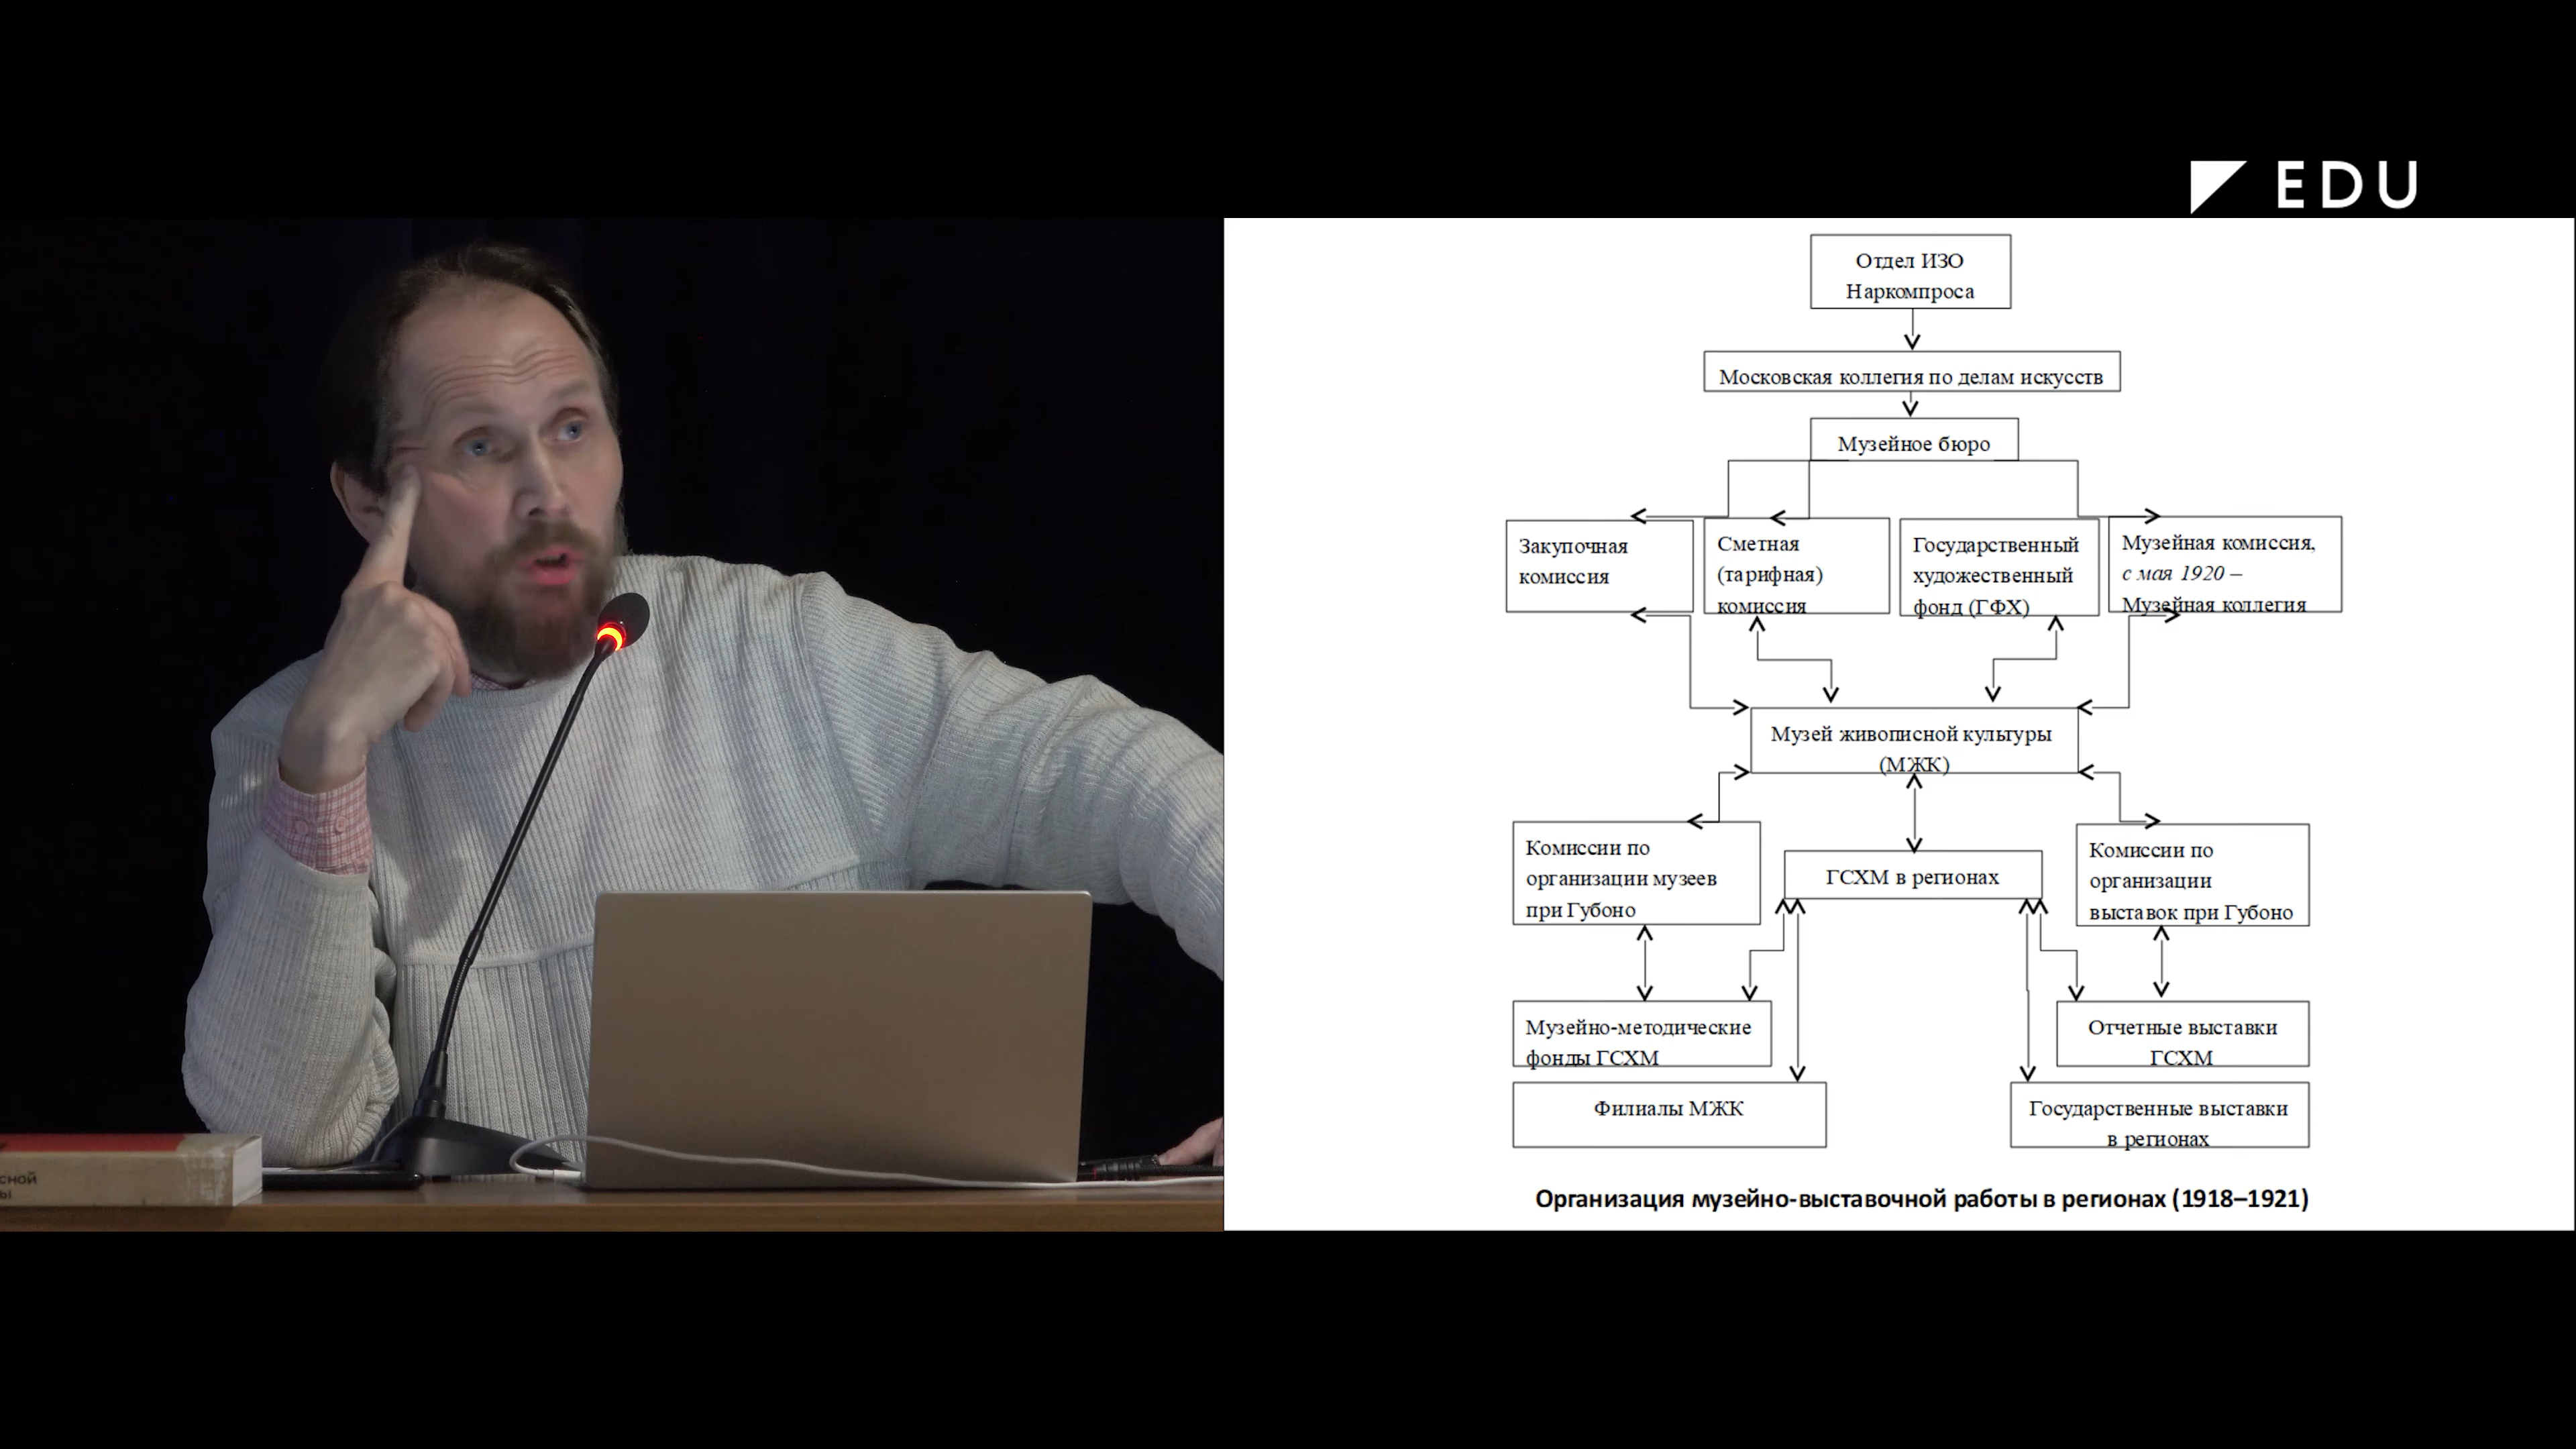 EDU
Отдел ИЗО
Наркомпроса
Московская коллегия по делам искусств
Музейное бюро
Закупочная
комиссия
Сметная
(тарифная)
комиссия
Государственный
художественный
фонд (ГФХ)
Музейная комиссия,
с мая 1920 –
Музейная коллегия
Музей живописной культуры
(МЖК)
Комиссии по
организации музеев
при Губоно
ГСХМ в регионах
Комиссии по
организации
выставок при Губоно
Музейно-методические
фонды ГСХМ
Отчетные выставки
ГСХМ
Филиалы МЖК
Государственные выставки
в регионах
Организация музейно-выставочной работы в регионах (1918–1921)